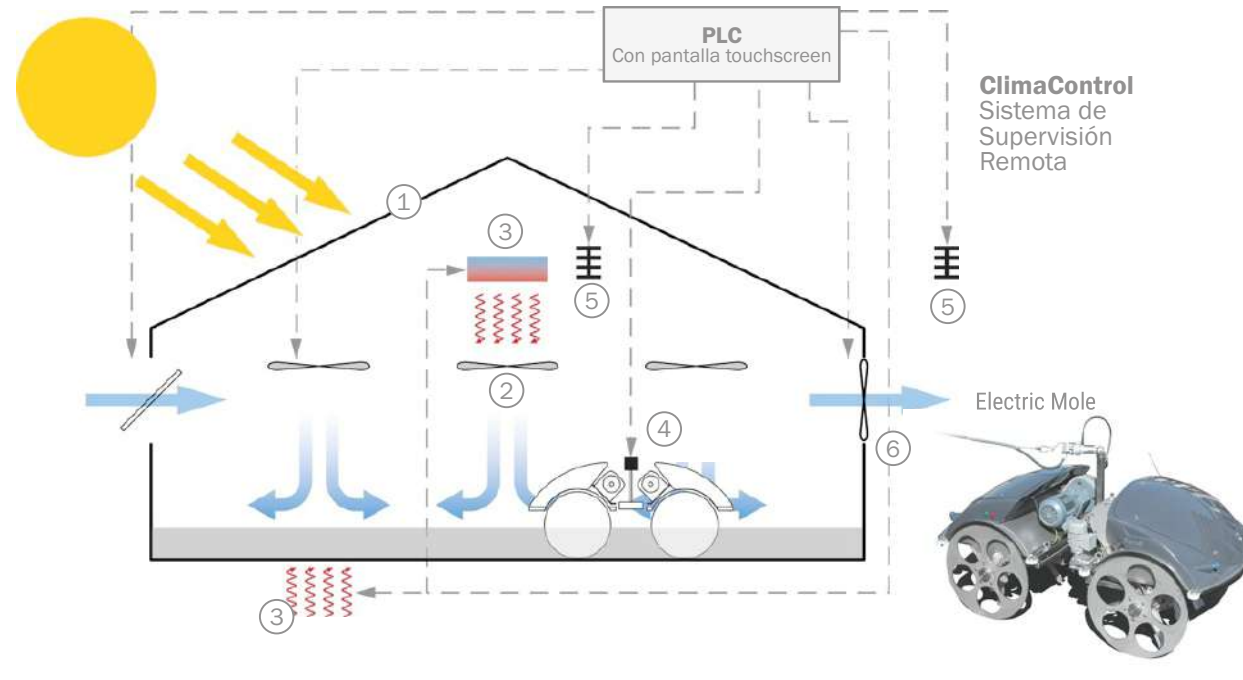 PLC
Con pantalla touchscreen
ClimaControl
Sistema de
Supervisión
Remota
1
3
5
5
2
Electric Mole
4
6
3